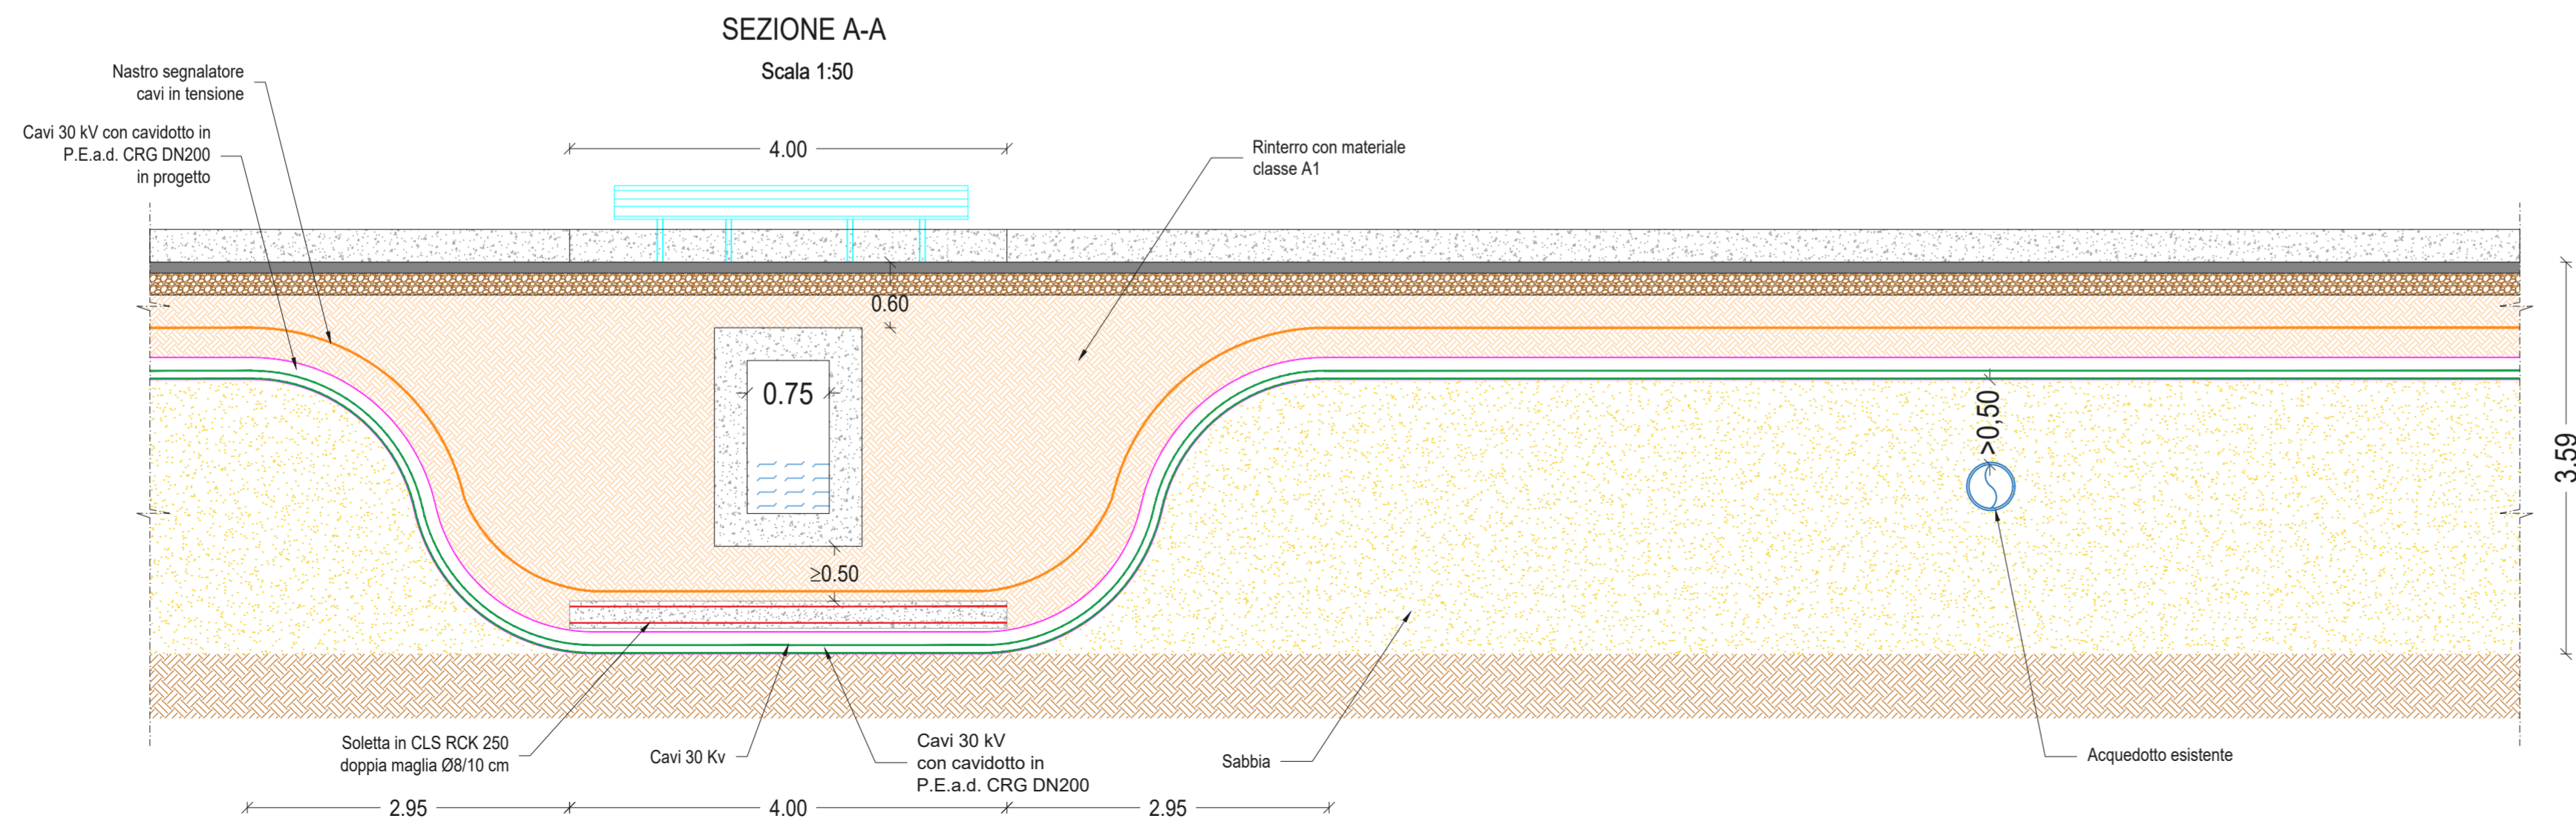 SEZIONE A-A
Scala 1:50
Nastro segnalatore
cavi in tensione
Cavi 30 kV con cavidotto in
P.E.a.d. CRG DN200
in progetto
4.00
Rinterro con materiale
classe A1
0.60
0.75
>0,50
3.59
≥0.50
Soletta in CLS RCK 250
doppia maglia Ø8/10 cm
Cavi 30 Kv
Cavi 30 kV
con cavidotto in
P.E.a.d. CRG DN200
Sabbia
Acquedotto esistente
2.95
4.00
2.95